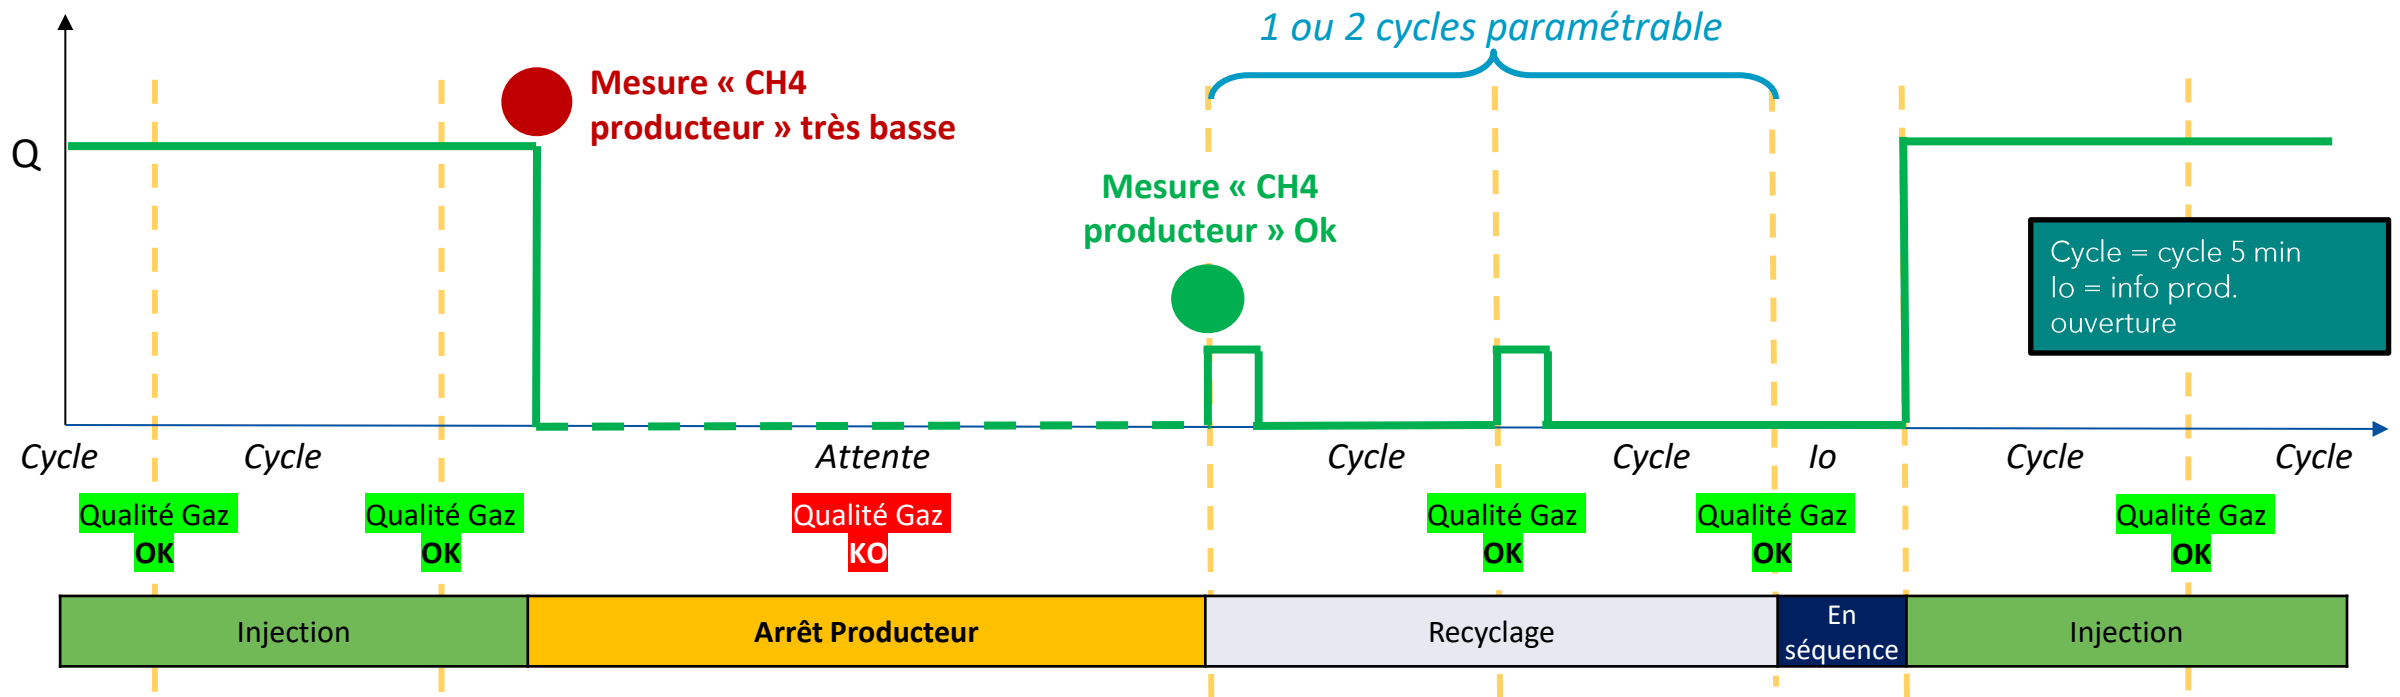 1 ou 2 cycles paramétrable
Mesure « CH4
producteur » très basse
Q
Mesure « CH4
producteur » Ok
Cycle = cycle 5 min
Io = info prod.
ouverture
Cycle Cycle Attente Cycle Cycle Io Cycle Cycle
Qualité Gaz
OK
Qualité Gaz
OK
Qualité Gaz
KO
Qualité Gaz
OK
Qualité Gaz
OK
Qualité Gaz
OK
Injection
Arrêt Producteur
Recyclage
En
séquence
Injection